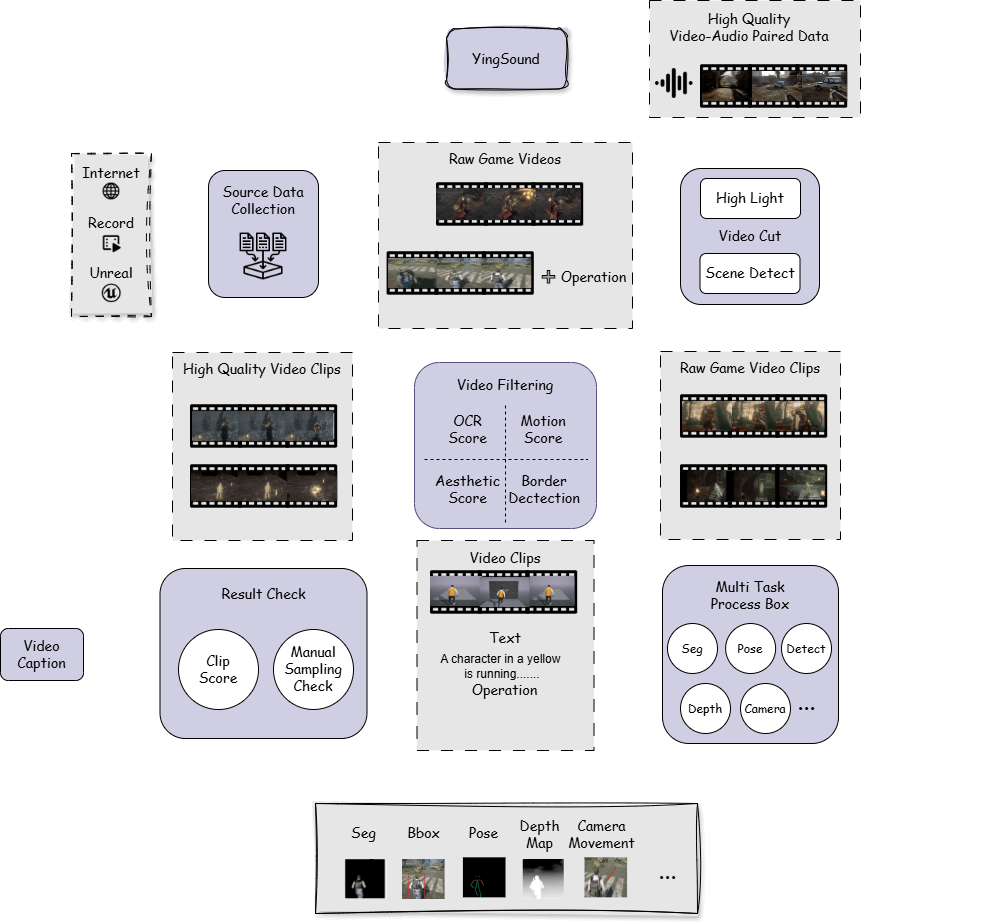 YingSound
High Quality
Video-Audio Paired Data
Internet
Record
Unreal
Source Data
Collection
Raw Game Videos
Operation
High Light
Video Cut
Scene Detect
High Quality Video Clips
Video Filtering
OCR
Score
Motion
Score
Aesthetic
Score
Border
Dectection
Raw Game Video Clips
Video
Caption
Result Check
Clip
Score
Manual
Sampling
Check
Video Clips
Text
A character in a yellow
is running.......
Operation
Multi Task
Process Box
Seg
Pose
Detect
Depth
Camera
...
Seg
Bbox
Pose
Depth
Map
Camera
Movement
...